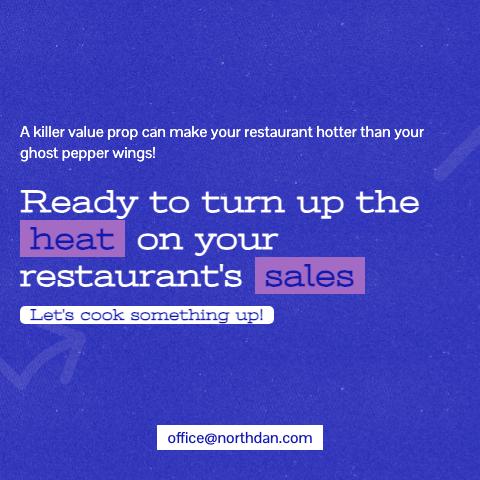 A killer value prop can make your restaurant hotter than your
ghost pepper wings!
Ready to turn up the
heat on your
restaurant's sales
Let's cook something up!
office@northdan.com